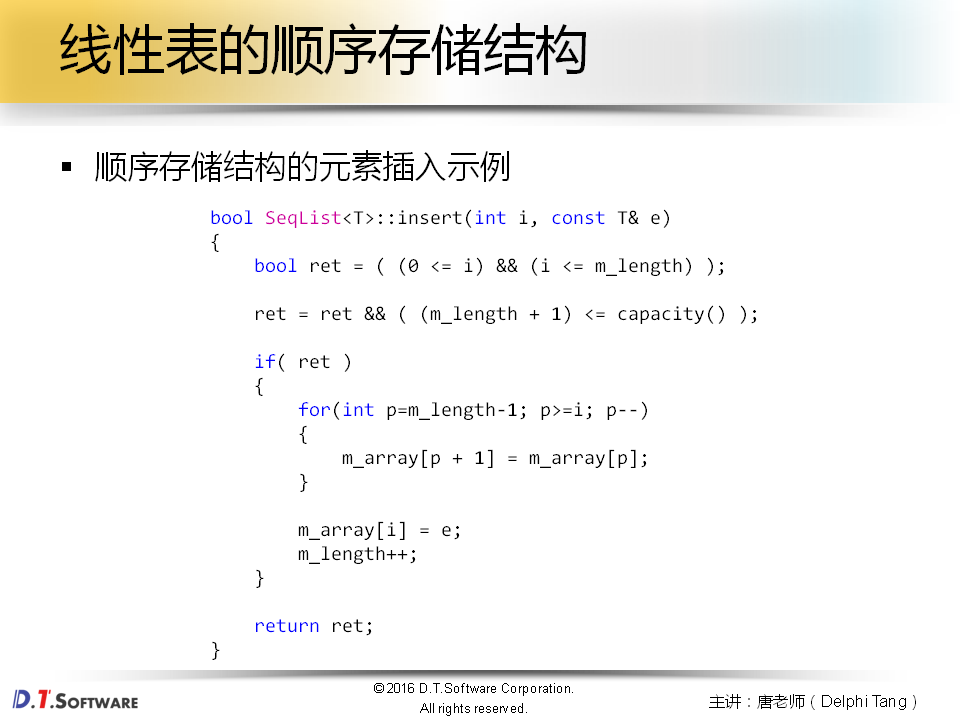 线性表的顺序存储结构
▪ 顺序存储结构的元素插入示例
bool SeqList<T>::insert(int i, const T& e)
{
    bool ret = ( (0 <= i) && (i <= m_length) );

    ret = ret && ( (m_length + 1) <= capacity() );

    if( ret )
    {
        for(int p=m_length-1; p>=i; p--)
        {
            m_array[p + 1] = m_array[p];
        }

        m_array[i] = e;
        m_length++;
    }

    return ret;
}
D.T.SOFTWARE
©2016 D.T.Software Corporation.
All rights reserved.
主讲：唐老师（Delphi Tang）